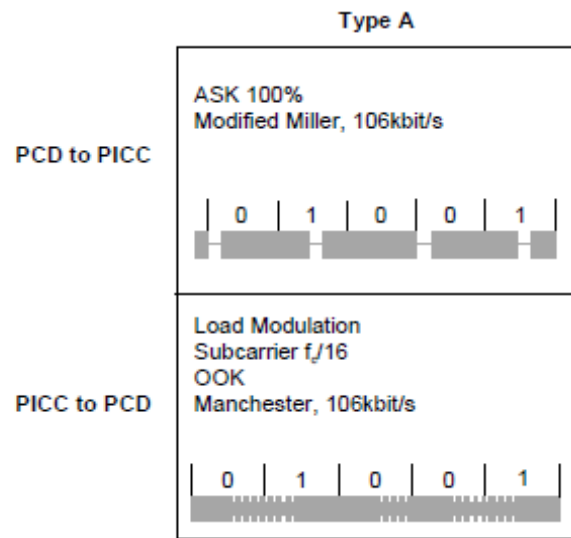 Type A
PCD to PICC
ASK 100%
Modified Miller, 106kbit/s
0 1 0 0 1
PICC to PCD
Load Modulation
Subcarrier fc/16
OOK
Manchester, 106kbit/s
0 1 0 0 1